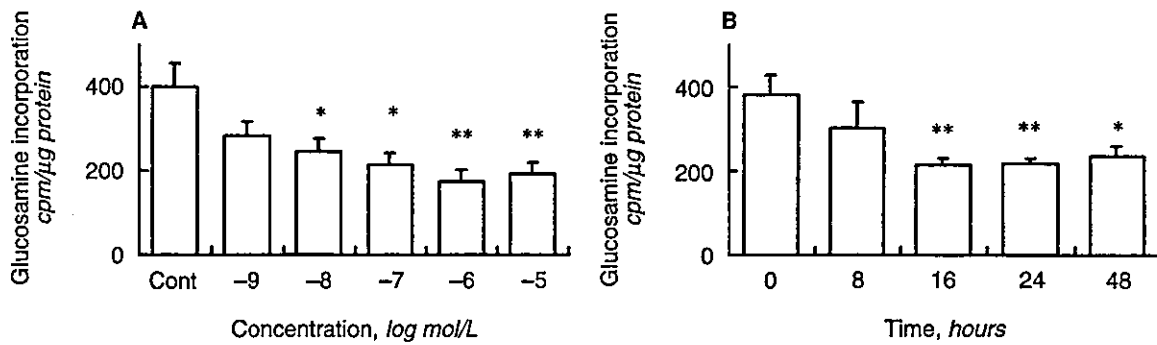 A
Glucosamine incorporation
cpm/µg protein
400
200
0
*
*
**
**
Cont
–9
–8
–7
–6
–5
Concentration, log mol/L
B
Glucosamine incorporation
cpm/µg protein
400
200
0
**
**
*
0
8
16
24
48
Time, hours